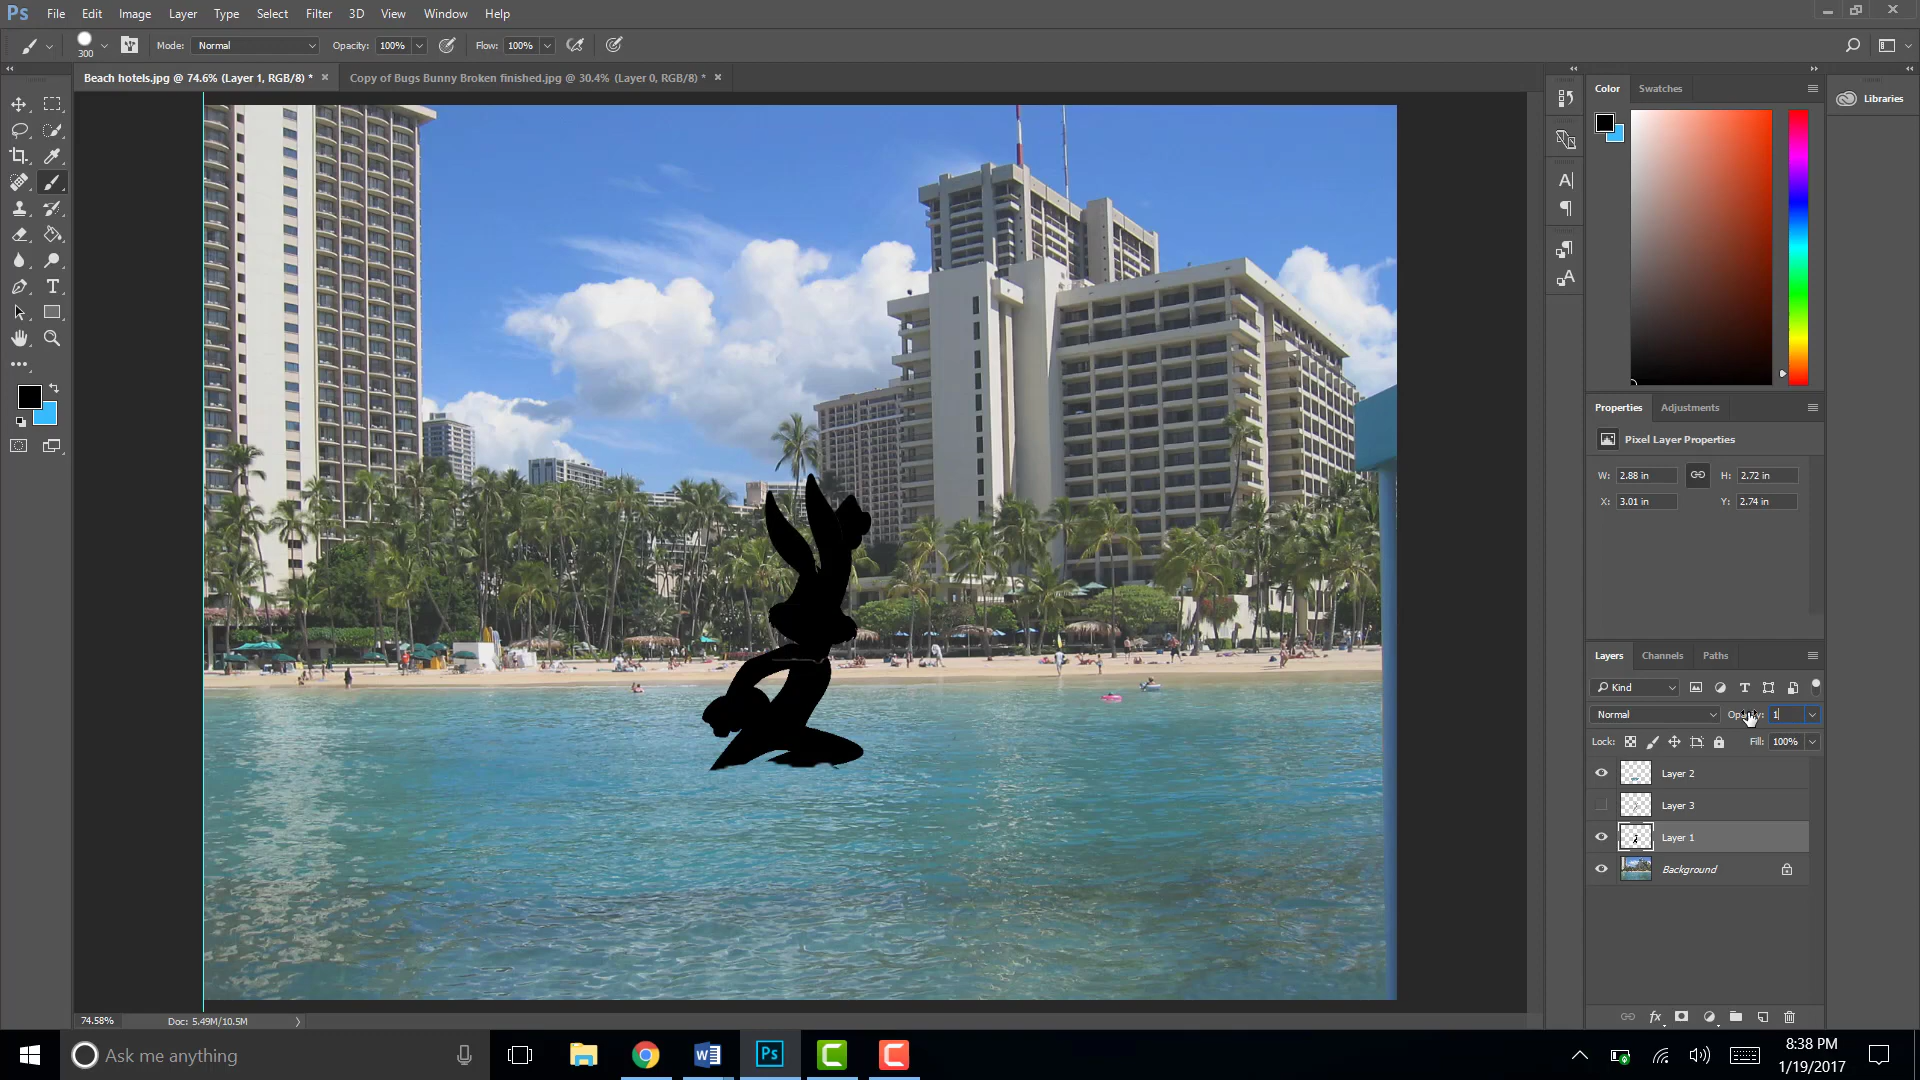 Ps File Edit Image Layer Type Select Filter 3D View Window Help
300 Mode: Normal Opacity: 100% Flow: 100%
Beach hotels.jpg @ 74.6% (Layer 1, RGB/8) * × Copy of Bugs Bunny Broken finished.jpg @ 30.4% (Layer 0, RGB/8) * ×
Color Swatches
Libraries
Properties Adjustments
Pixel Layer Properties
W: 2.88 in H: 2.72 in
X: 3.01 in Y: 2.74 in
Layers Channels Paths
Kind
Normal 1
Lock: Fill: 100%
Layer 2
Layer 3
Layer 1
Background
74.58% Doc: 5.49M/10.5M
Ask me anything
Ps
8:38 PM
1/19/2017